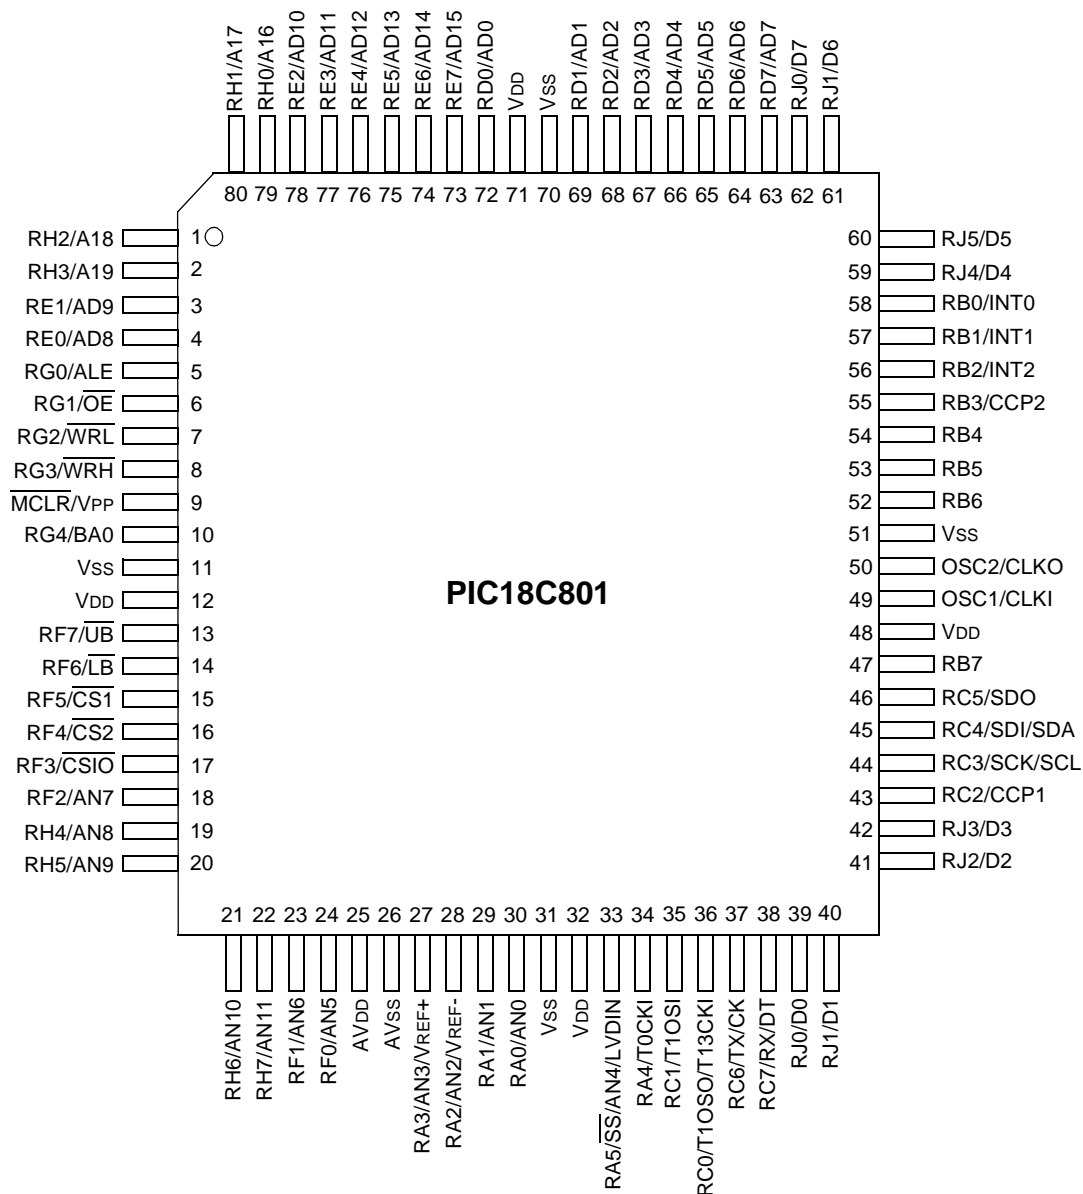 RH1/A17
RH0/A16
RE2/AD10
RE3/AD11
RE4/AD12
RE5/AD13
RE6/AD14
RE7/AD15
RD0/AD0
VDD
VSS
RD1/AD1
RD2/AD2
RD3/AD3
RD4/AD4
RD5/AD5
RD6/AD6
RD7/AD7
RJ0/D7
RJ1/D6
80 79 78 77 76 75 74 73 72 71 70 69 68 67 66 65 64 63 62 61
RH2/A18 1
RH3/A19 2
RE1/AD9 3
RE0/AD8 4
RG0/ALE 5
RG1/OE 6
RG2/WRL 7
RG3/WRH 8
MCLR/VPP 9
RG4/BA0 10
VSS 11
VDD 12
RF7/UB 13
RF6/LB 14
RF5/CS1 15
RF4/CS2 16
RF3/CSIO 17
RF2/AN7 18
RH4/AN8 19
RH5/AN9 20
PIC18C801
60 RJ5/D5
59 RJ4/D4
58 RB0/INT0
57 RB1/INT1
56 RB2/INT2
55 RB3/CCP2
54 RB4
53 RB5
52 RB6
51 VSS
50 OSC2/CLKO
49 OSC1/CLKI
48 VDD
47 RB7
46 RC5/SDO
45 RC4/SDI/SDA
44 RC3/SCK/SCL
43 RC2/CCP1
42 RJ3/D3
41 RJ2/D2
21 22 23 24 25 26 27 28 29 30 31 32 33 34 35 36 37 38 39 40
RH6/AN10
RH7/AN11
RF1/AN6
RF0/AN5
AVDD
AVSS
RA3/AN3/VREF+
RA2/AN2/VREF-
RA1/AN1
RA0/AN0
VSS
VDD
RA5/SS/AN4/LVDIN
RA4/T0CKI
RC1/T1OSI
RC0/T1OSO/T13CKI
RC6/TX/CK
RC7/RX/DT
RJ0/D0
RJ1/D1